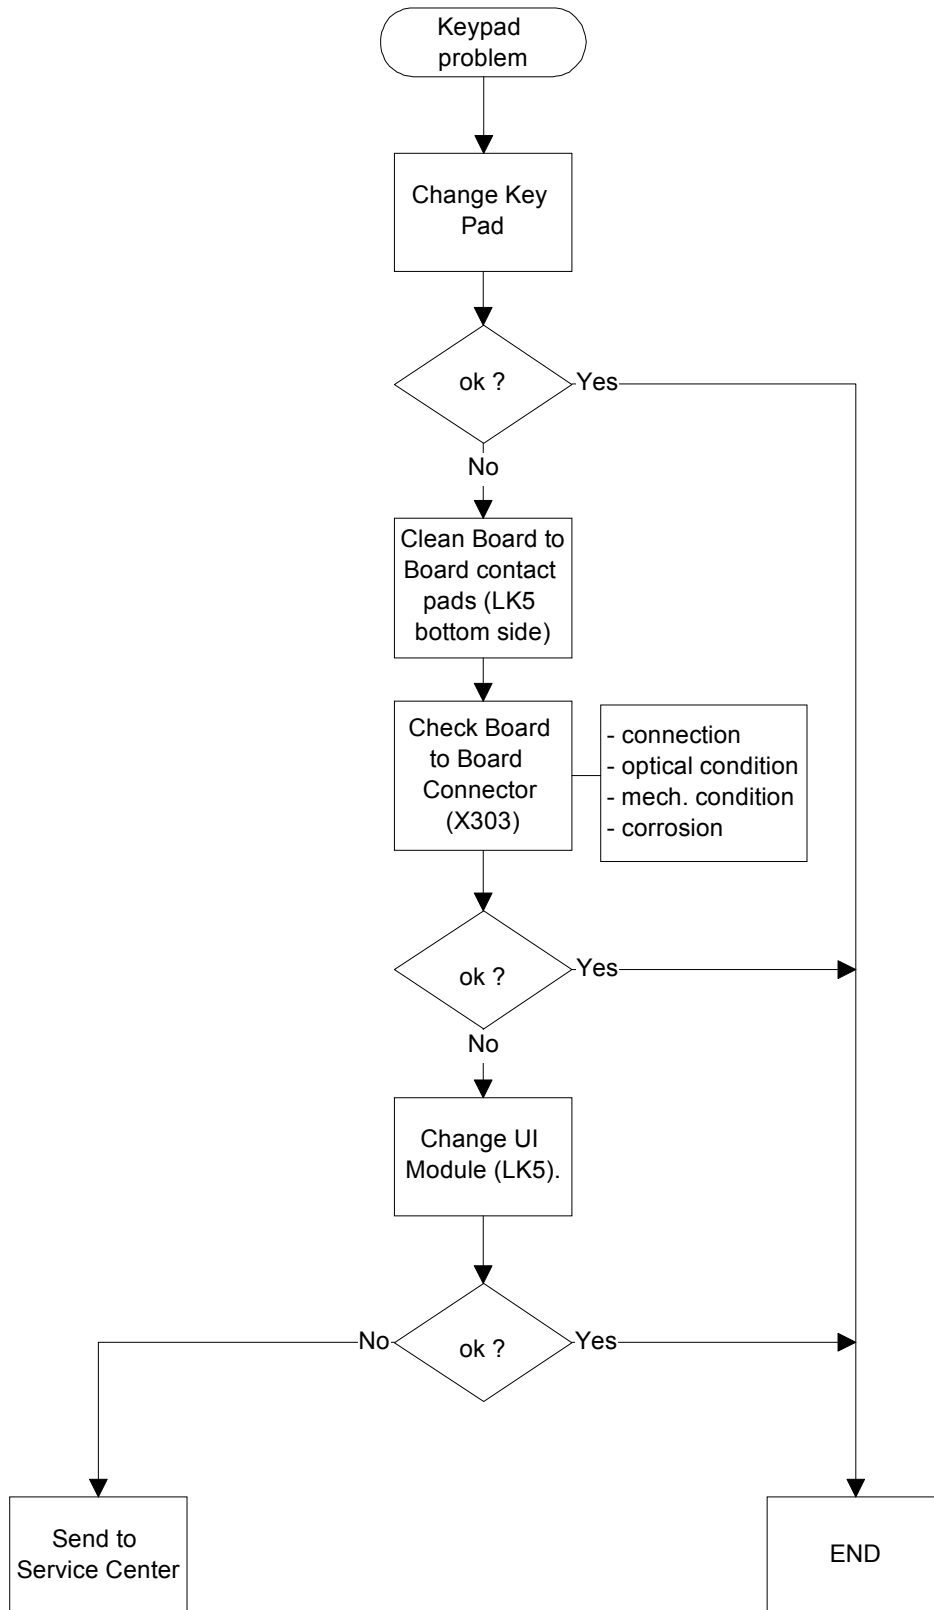 Keypad
problem
Change Key
Pad
ok ?
Yes
No
Clean Board to
Board contact
pads (LK5
bottom side)
Check Board
to Board
Connector
(X303)
- connection
- optical condition
- mech. condition
- corrosion
ok ?
Yes
No
Change UI
Module (LK5).
No
ok ?
Yes
Send to
Service Center
END